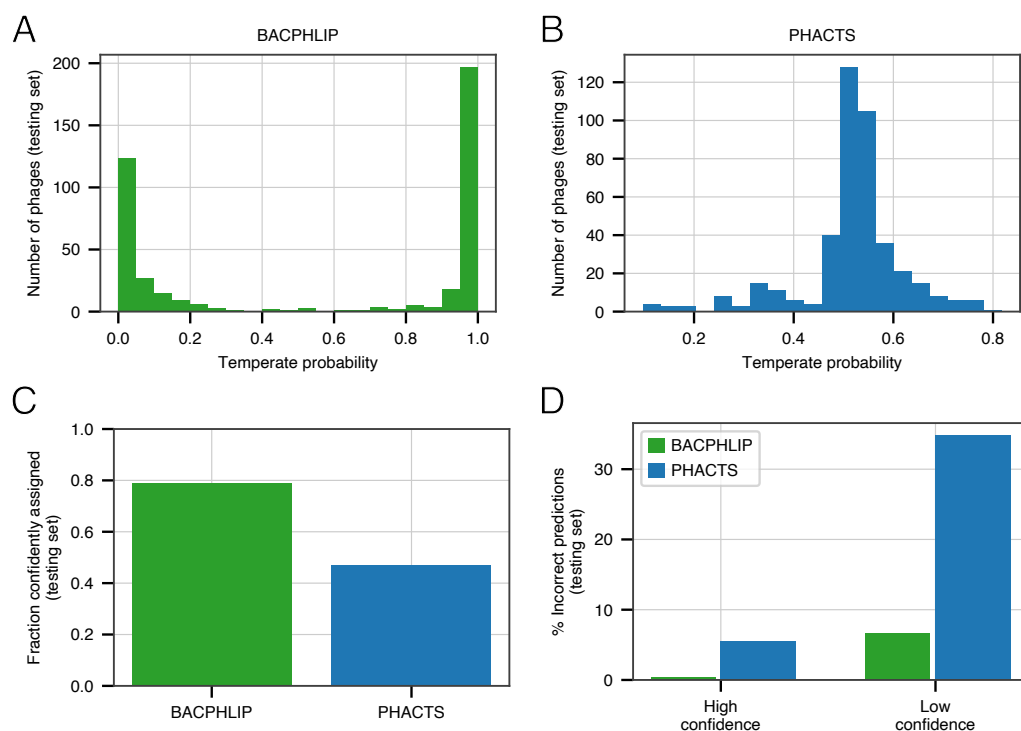 A
BACPHLIP
Number of phages (testing set)
200
150
100
50
0
0.0 0.2 0.4 0.6 0.8 1.0
Temperate probability
B
PHACTS
Number of phages (testing set)
120
100
80
60
40
20
0
0.2 0.4 0.6 0.8
Temperate probability
C
Fraction confidently assigned
(testing set)
1.0
0.8
0.6
0.4
0.2
0.0
BACPHLIP PHACTS
D
% Incorrect predictions
(testing set)
30
20
10
0
BACPHLIP
PHACTS
High
confidence
Low
confidence